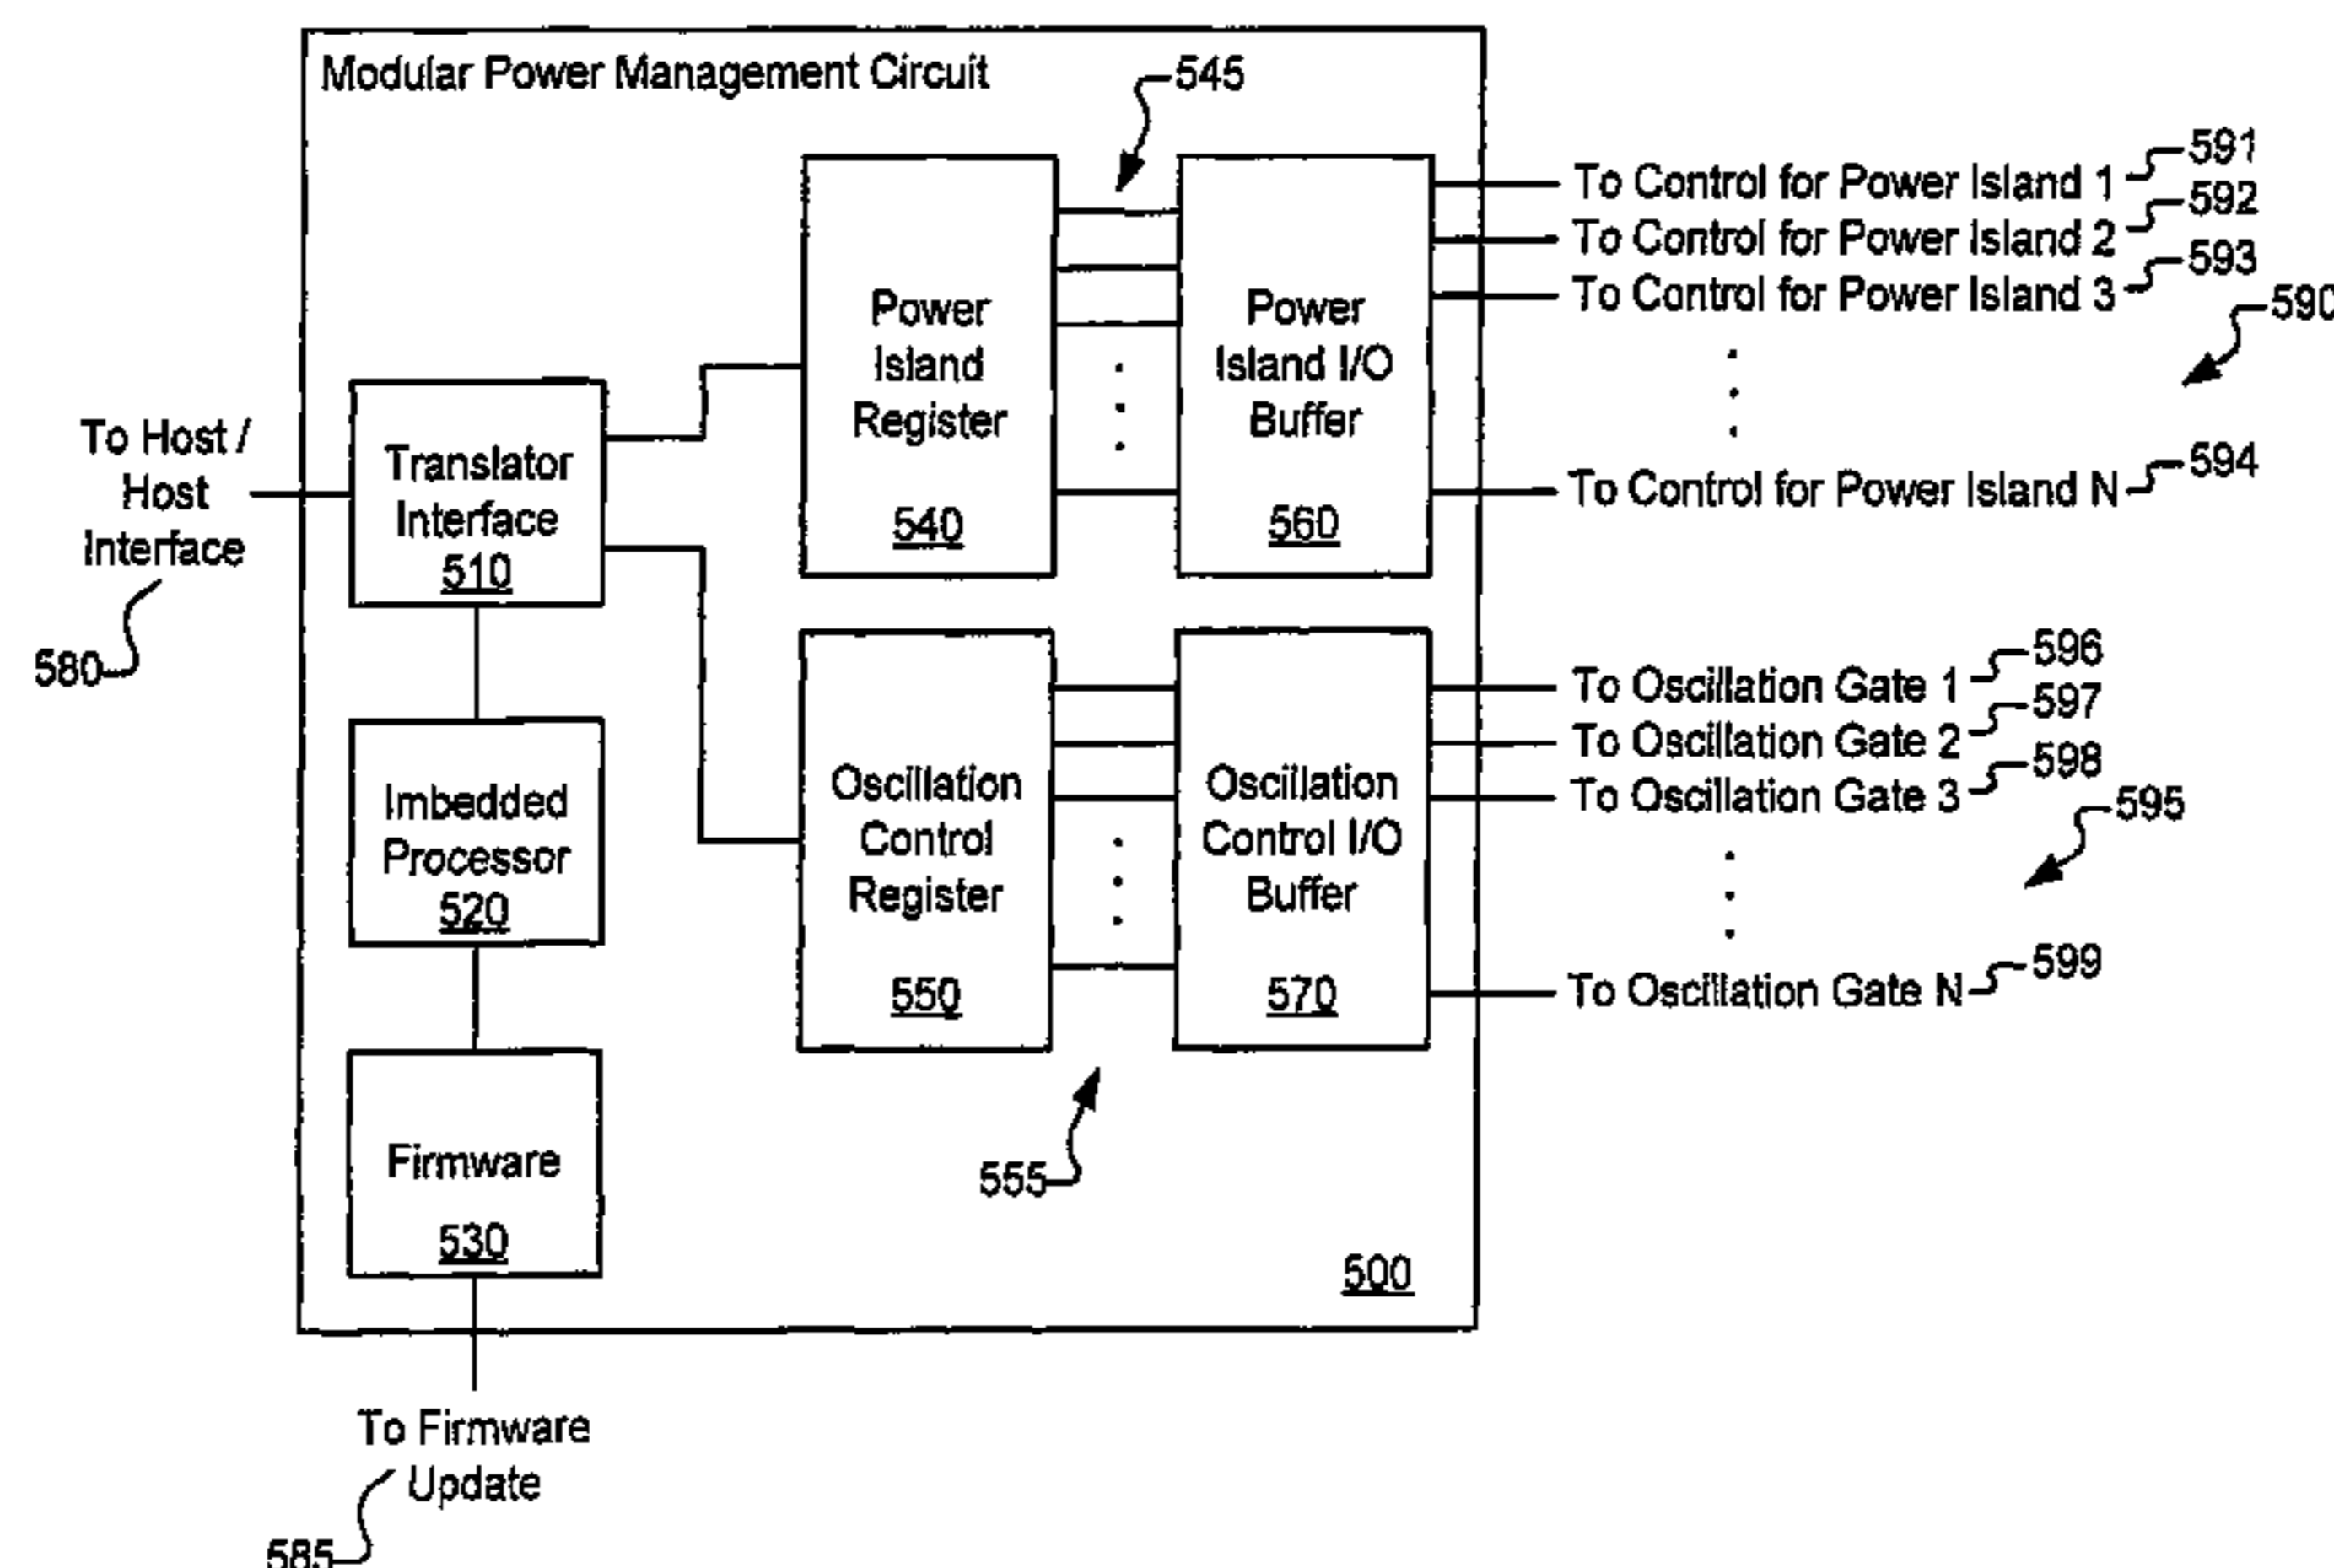 Modular Power Management Circuit
545
To Control for Power Island 1
591
To Control for Power Island 2
592
To Control for Power Island 3
593
590
To Control for Power Island N
594
Power
Island
Register
540
Power
Island I/O
Buffer
560
To Host /
Host
Interface
580
Translator
Interface
510
Imbedded
Processor
520
Firmware
530
Oscillation
Control
Register
550
Oscillation
Control I/O
Buffer
570
To Oscillation Gate 1
596
To Oscillation Gate 2
597
To Oscillation Gate 3
598
595
To Oscillation Gate N
599
555
500
To Firmware
Update
585